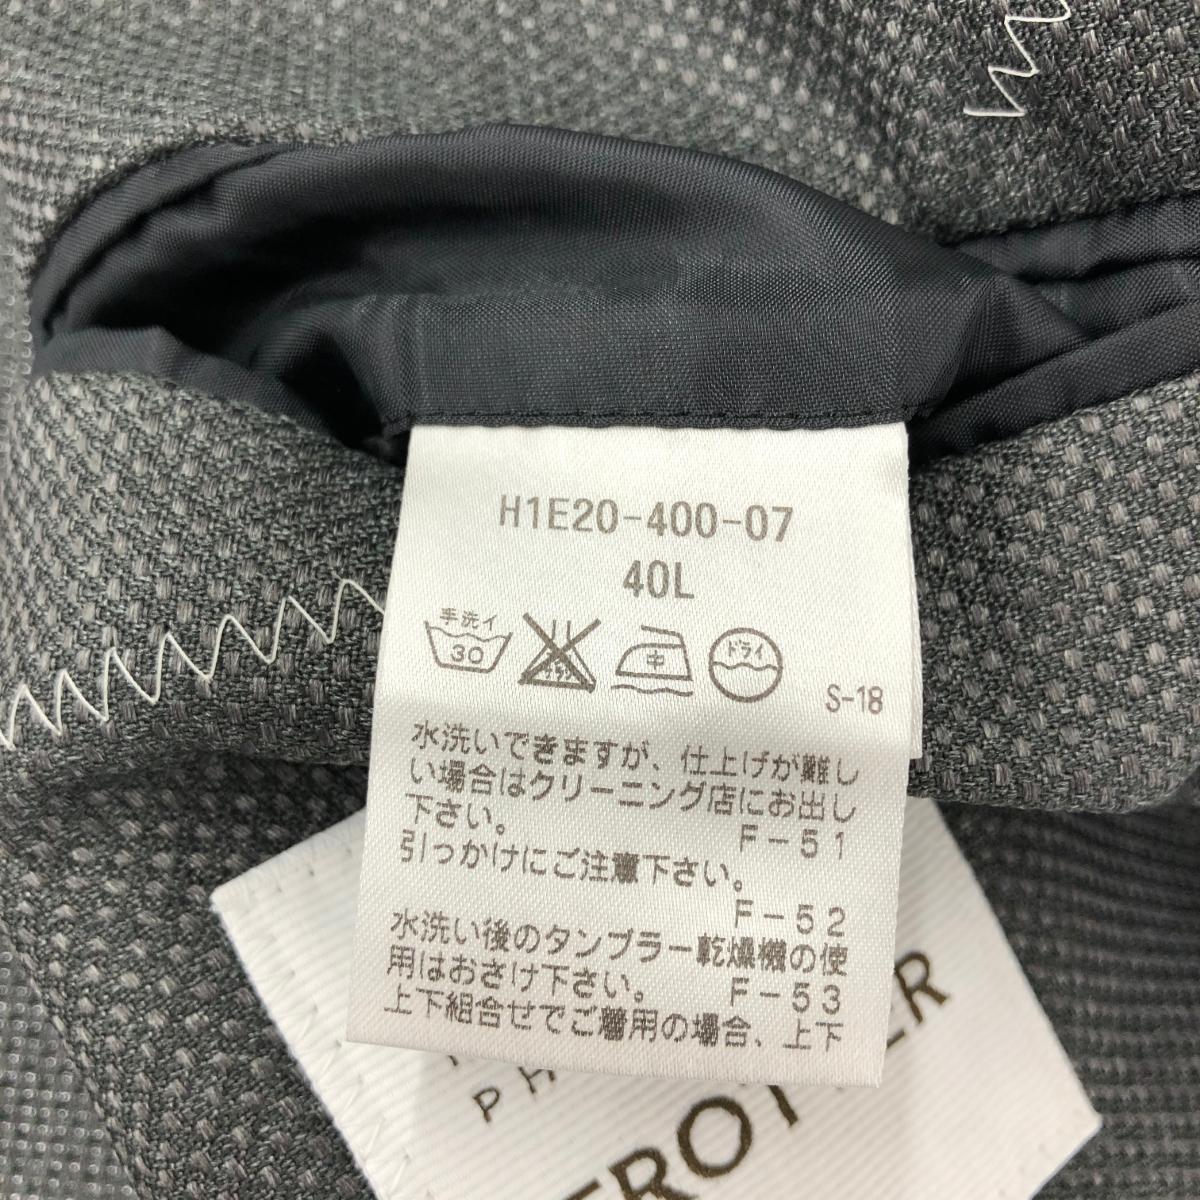 H1E20-400-07
40L
手洗イ
30
中
ドライ
S-18
水洗いできますが、仕上げが難し
い場合はクリーニング店にお出し
下さい。 F-51
引っかけにご注意下さい。
F-52
水洗い後のタンブラー乾燥機の使
用はおさけ下さい。 F-53
上下組合せでご着用の場合、上下
PH